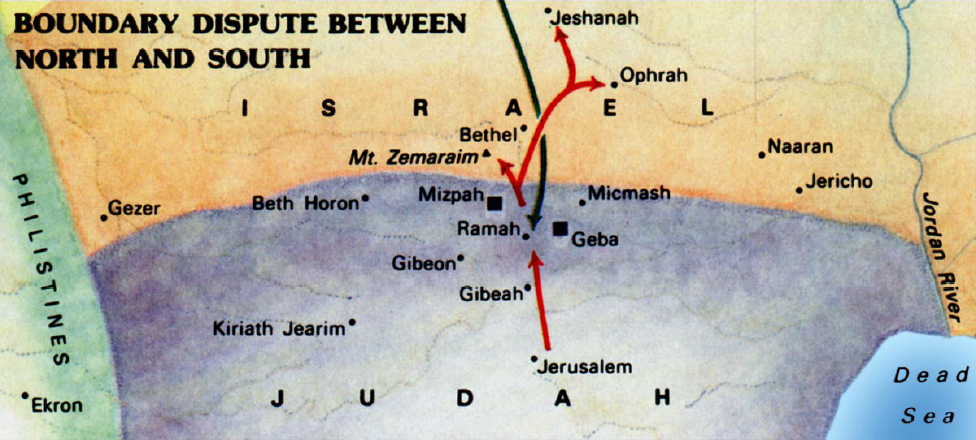 BOUNDARY DISPUTE BETWEEN
NORTH AND SOUTH
Jeshanah
Ophrah
I S R A E L
Bethel
Mt. Zemaraim
Naaran
Jericho
Mizpah
Micmash
Beth Horon
Gezer
PHILISTINES
Ramah
Geba
Jordan River
Gibeon
Gibeah
Kiriath Jearim
Jerusalem
Dead
Sea
J U D A H
Ekron